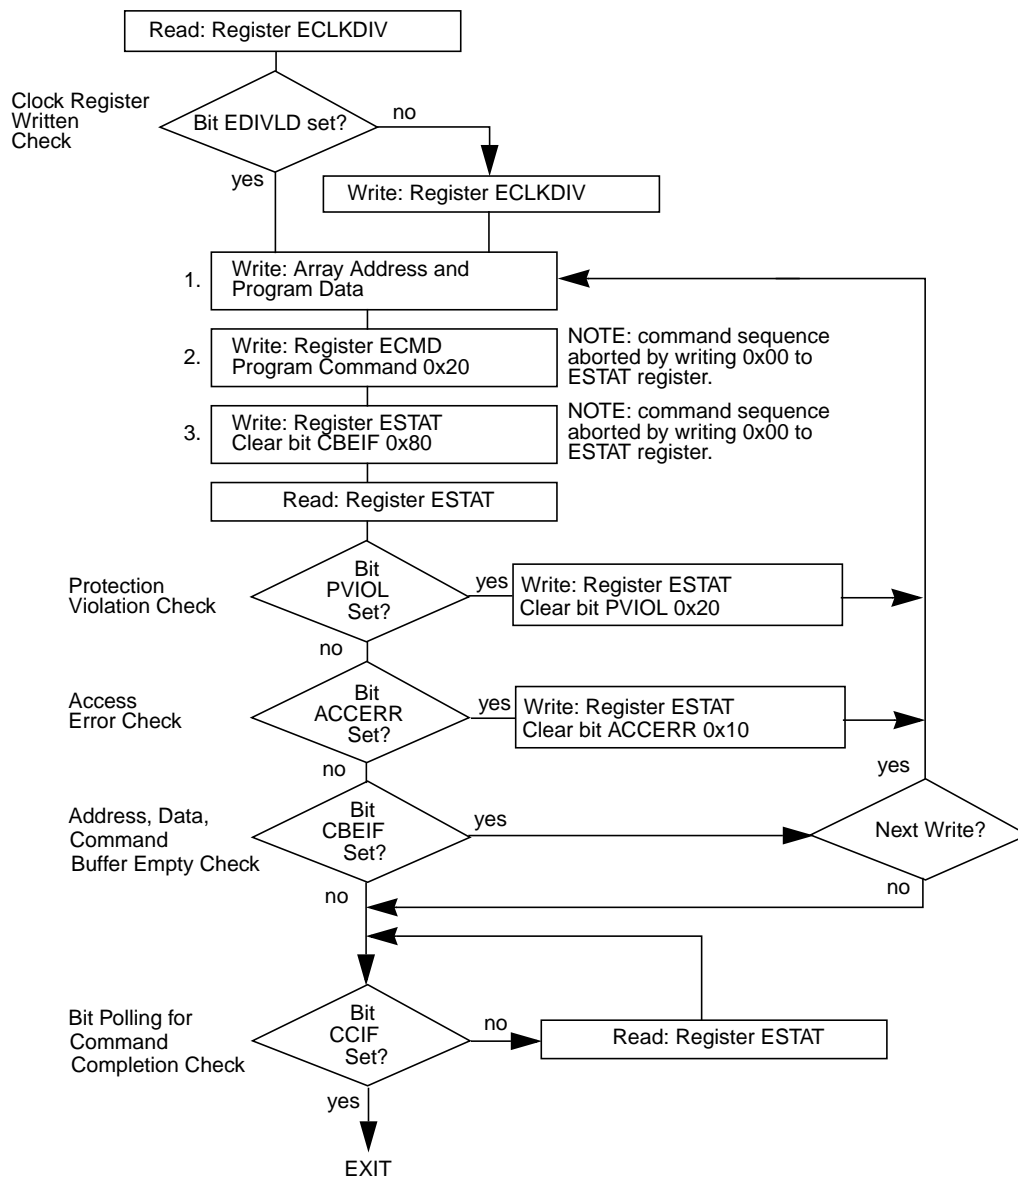 Read: Register ECLKDIV
Clock Register
Written
Check
Bit EDIVLD set?
no
yes
Write: Register ECLKDIV
1.
Write: Array Address and
Program Data
2.
Write: Register ECMD
Program Command 0x20
NOTE: command sequence
aborted by writing 0x00 to
ESTAT register.
3.
Write: Register ESTAT
Clear bit CBEIF 0x80
NOTE: command sequence
aborted by writing 0x00 to
ESTAT register.
Read: Register ESTAT
Protection
Violation Check
Bit
PVIOL
Set?
yes
Write: Register ESTAT
Clear bit PVIOL 0x20
no
Access
Error Check
Bit
ACCERR
Set?
yes
Write: Register ESTAT
Clear bit ACCERR 0x10
no
yes
Address, Data,
Command
Buffer Empty Check
Bit
CBEIF
Set?
yes
Next Write?
no
no
Bit Polling for
Command
Completion Check
Bit
CCIF
Set?
no
Read: Register ESTAT
yes
EXIT